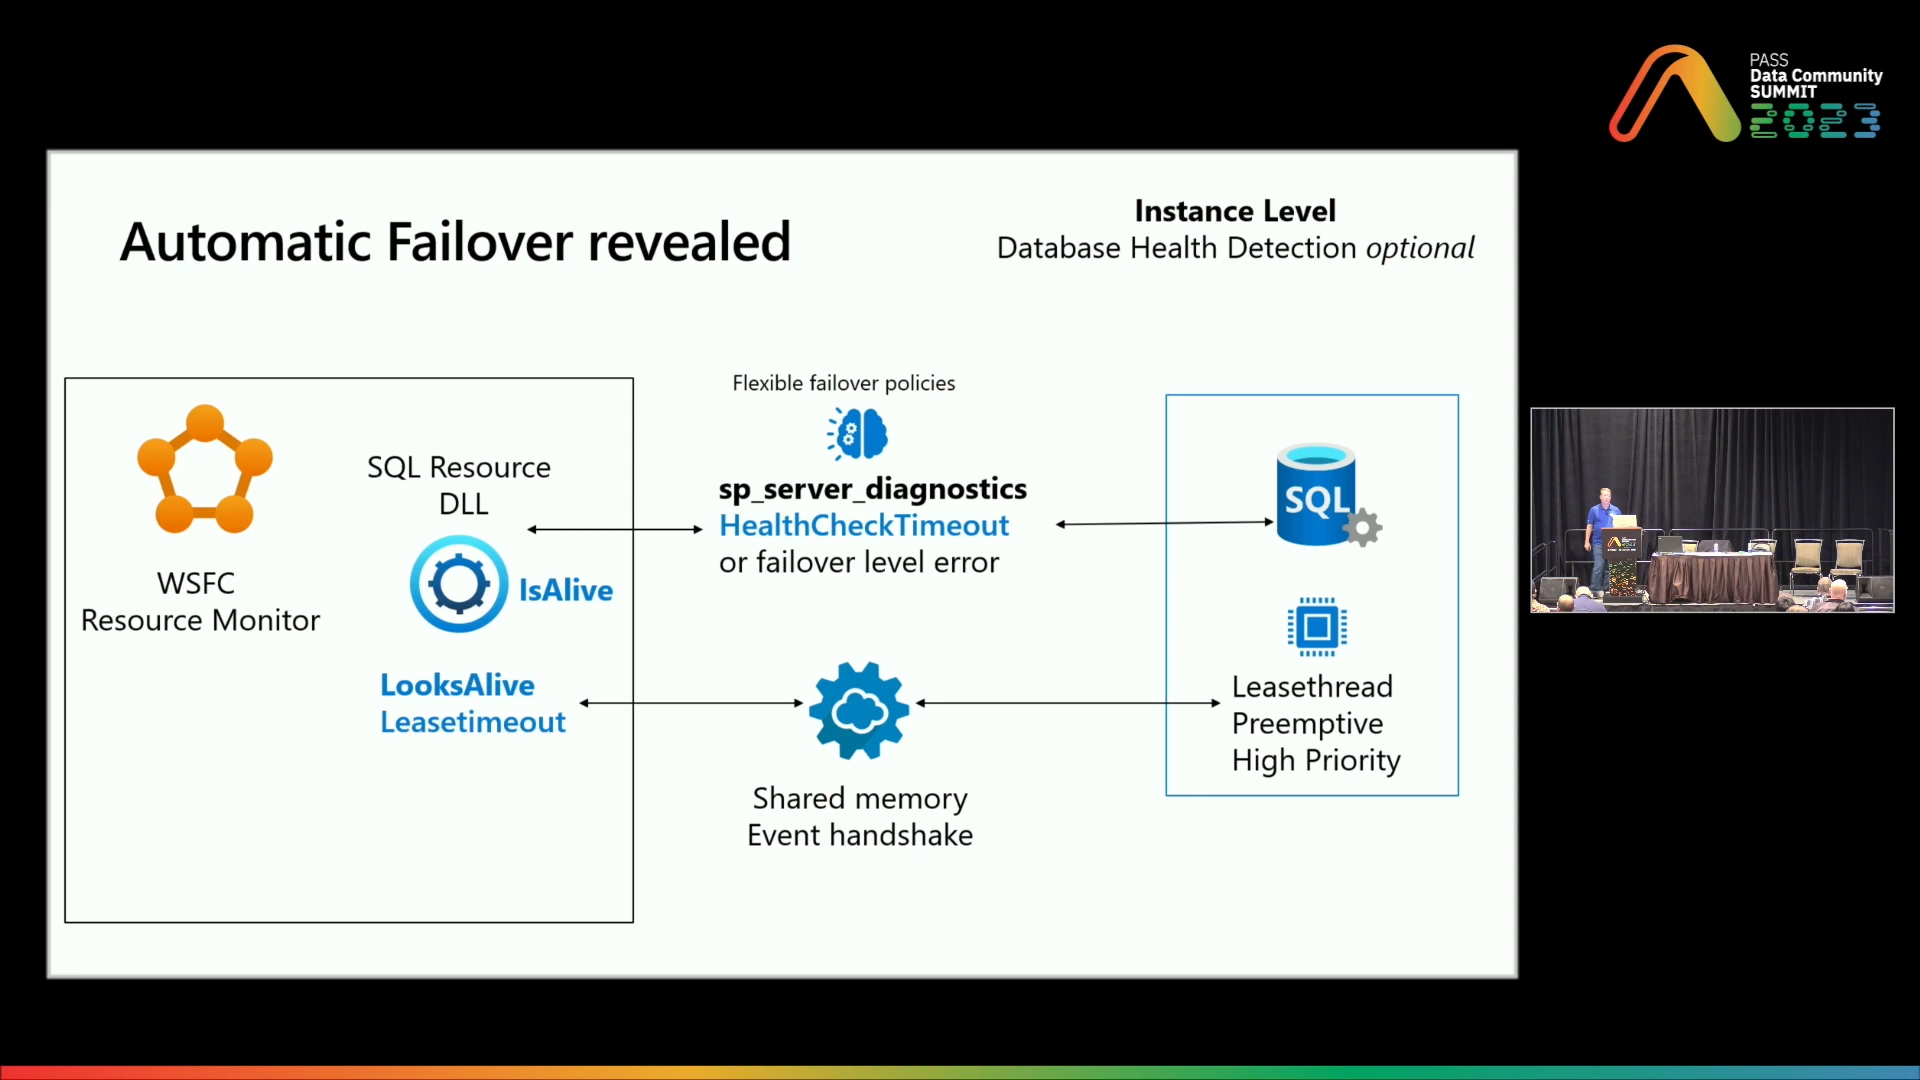 PASS
Data Community
SUMMIT
2023
Automatic Failover revealed
Instance Level
Database Health Detection optional
WSFC
Resource Monitor
SQL Resource
DLL
IsAlive
LooksAlive
Leasetimeout
Flexible failover policies
sp_server_diagnostics
HealthCheckTimeout
or failover level error
Shared memory
Event handshake
SQL
Leasethread
Preemptive
High Priority